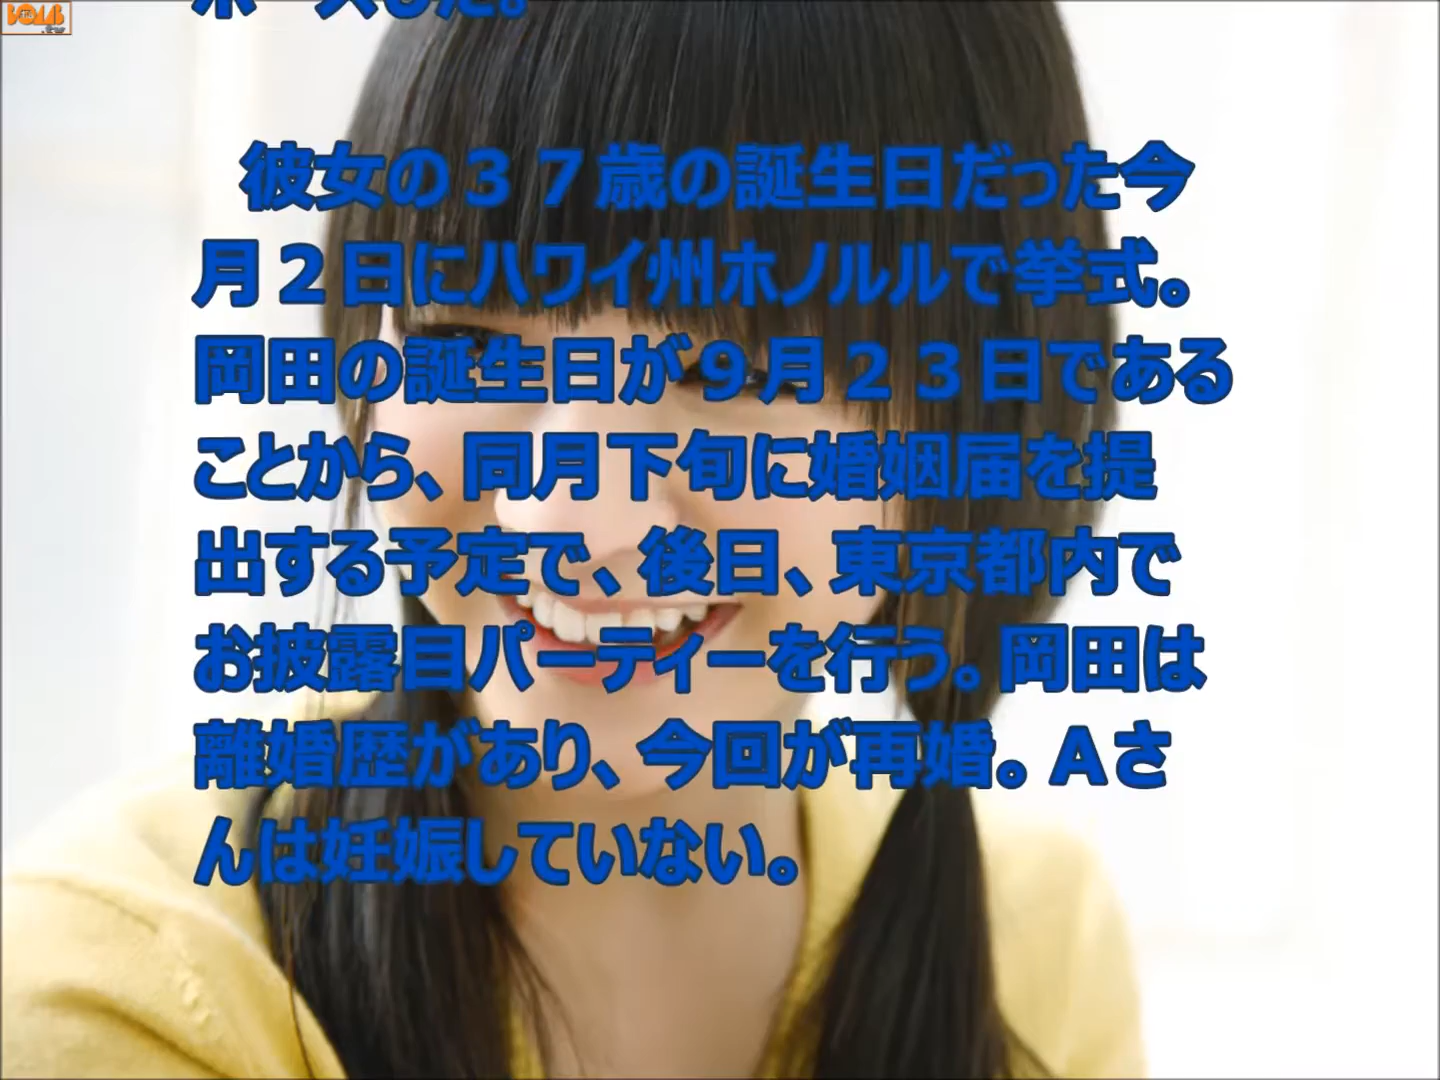 ポーズした。
彼女の３７歳の誕生日だった今
月２日にハワイ州ホノルルで挙式。
岡田の誕生日が９月２３日である
ことから、同月下旬に婚姻届を提
出する予定で、後日、東京都内で
お披露目パーティーを行う。岡田は
離婚歴があり、今回が再婚。Ａさ
んは妊娠していない。